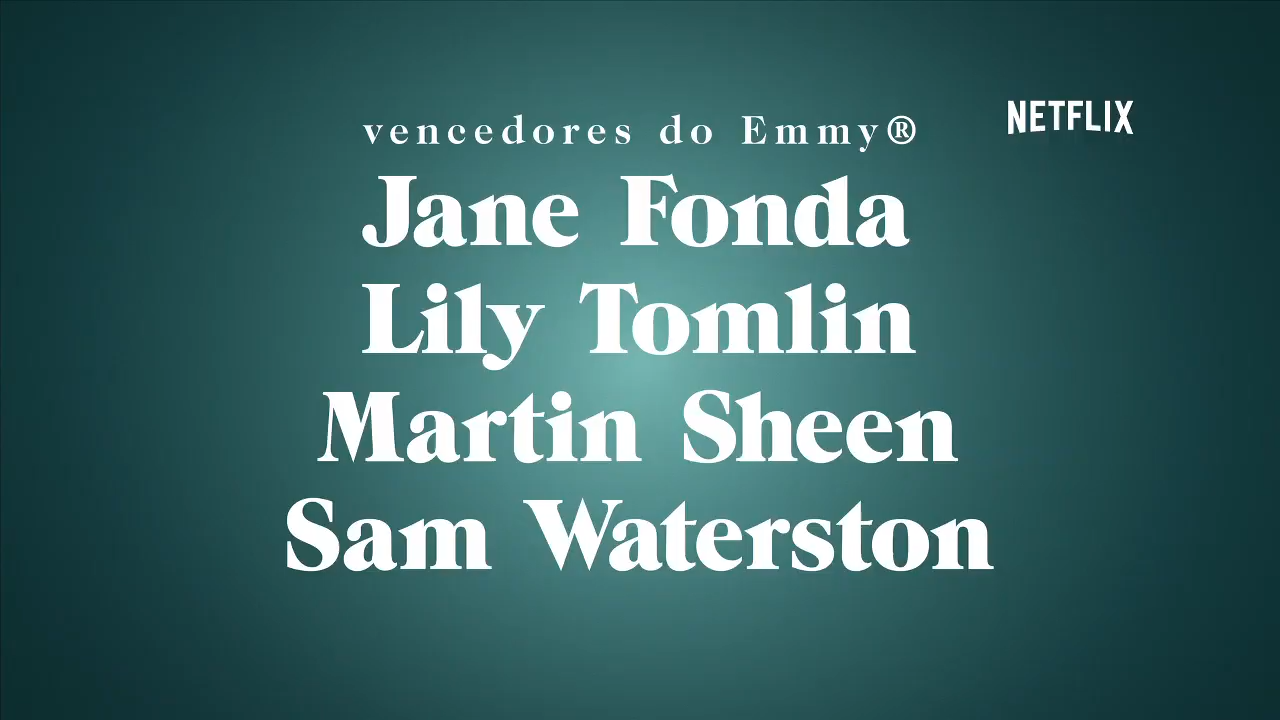 vencedores do Emmy®
NETFLIX
Jane Fonda
Lily Tomlin
Martin Sheen
Sam Waterston